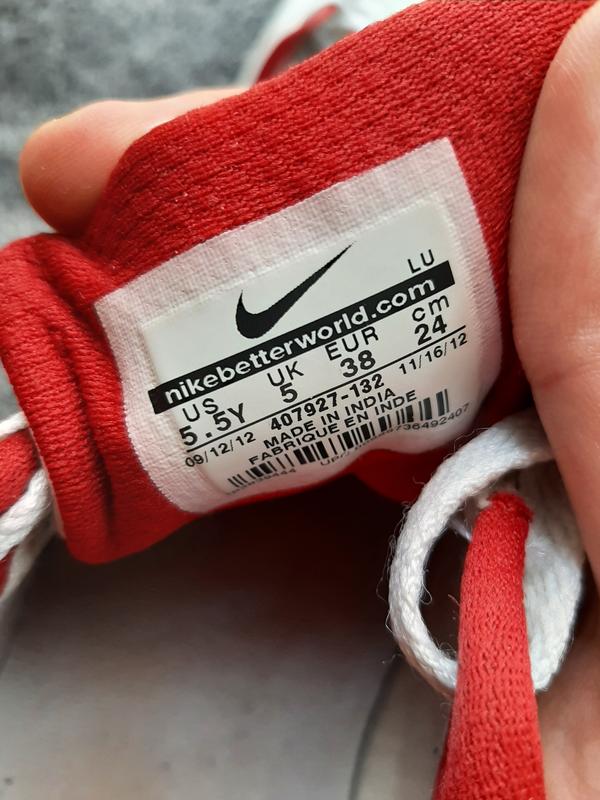 LU
nikebetterworld.com
US UK EUR cm
5.5Y 5 38 24
09/12/12 407927-132 11/16/12
MADE IN INDIA
FABRIQUE EN INDE